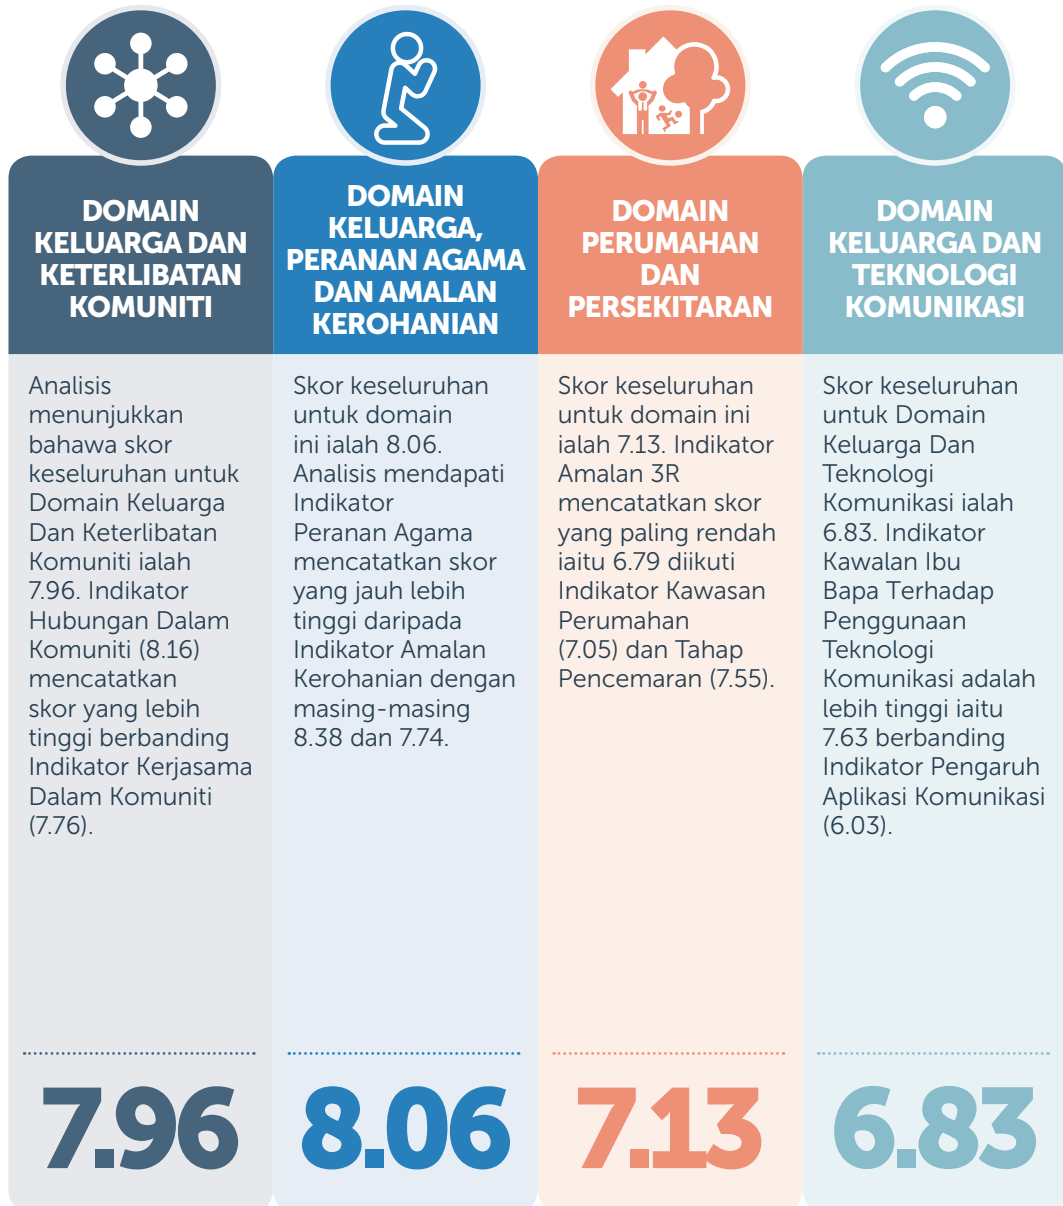 DOMAIN
KELUARGA DAN
KETERLIBATAN
KOMUNITI
Analisis
menunjukkan
bahawa skor
keseluruhan untuk
Domain Keluarga
Dan Keterlibatan
Komuniti ialah
7.96. Indikator
Hubungan Dalam
Komuniti (8.16)
mencatatkan
skor yang lebih
tinggi berbanding
Indikator Kerjasama
Dalam Komuniti
(7.76).
7.96
DOMAIN
KELUARGA,
PERANAN AGAMA
DAN AMALAN
KEROHANIAN
Skor keseluruhan
untuk domain
ini ialah 8.06.
Analisis mendapati
Indikator
Peranan Agama
mencatatkan skor
yang jauh lebih
tinggi daripada
Indikator Amalan
Kerohanian dengan
masing-masing
8.38 dan 7.74.
8.06
DOMAIN
PERUMAHAN
DAN
PERSEKITARAN
Skor keseluruhan
untuk domain ini
ialah 7.13. Indikator
Amalan 3R
mencatatkan skor
yang paling rendah
iaitu 6.79 diikuti
Indikator Kawasan
Perumahan
(7.05) dan Tahap
Pencemaran (7.55).
7.13
DOMAIN
KELUARGA DAN
TEKNOLOGI
KOMUNIKASI
Skor keseluruhan
untuk Domain
Keluarga Dan
Teknologi
Komunikasi ialah
6.83. Indikator
Kawalan Ibu
Bapa Terhadap
Penggunaan
Teknologi
Komunikasi adalah
lebih tinggi iaitu
7.63 berbanding
Indikator Pengaruh
Aplikasi Komunikasi
(6.03).
6.83